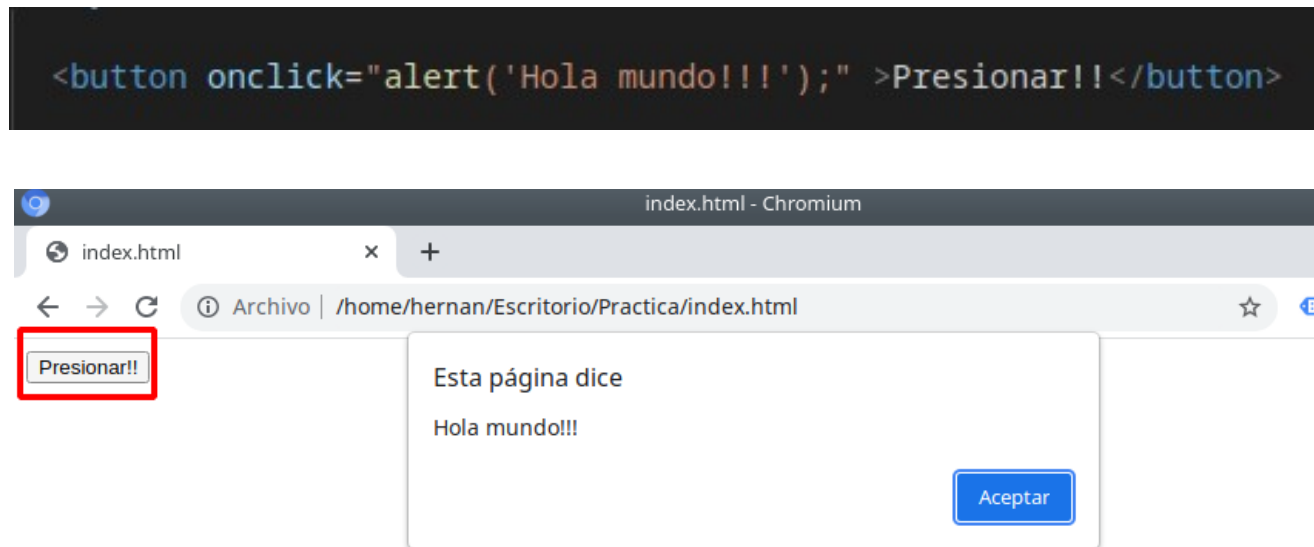 <button onclick="alert('Hola mundo!!!');" >Presionar!!</button>
index.html - Chromium
index.html
Archivo | /home/hernan/Escritorio/Practica/index.html
Presionar!!
Esta página dice
Hola mundo!!!
Aceptar